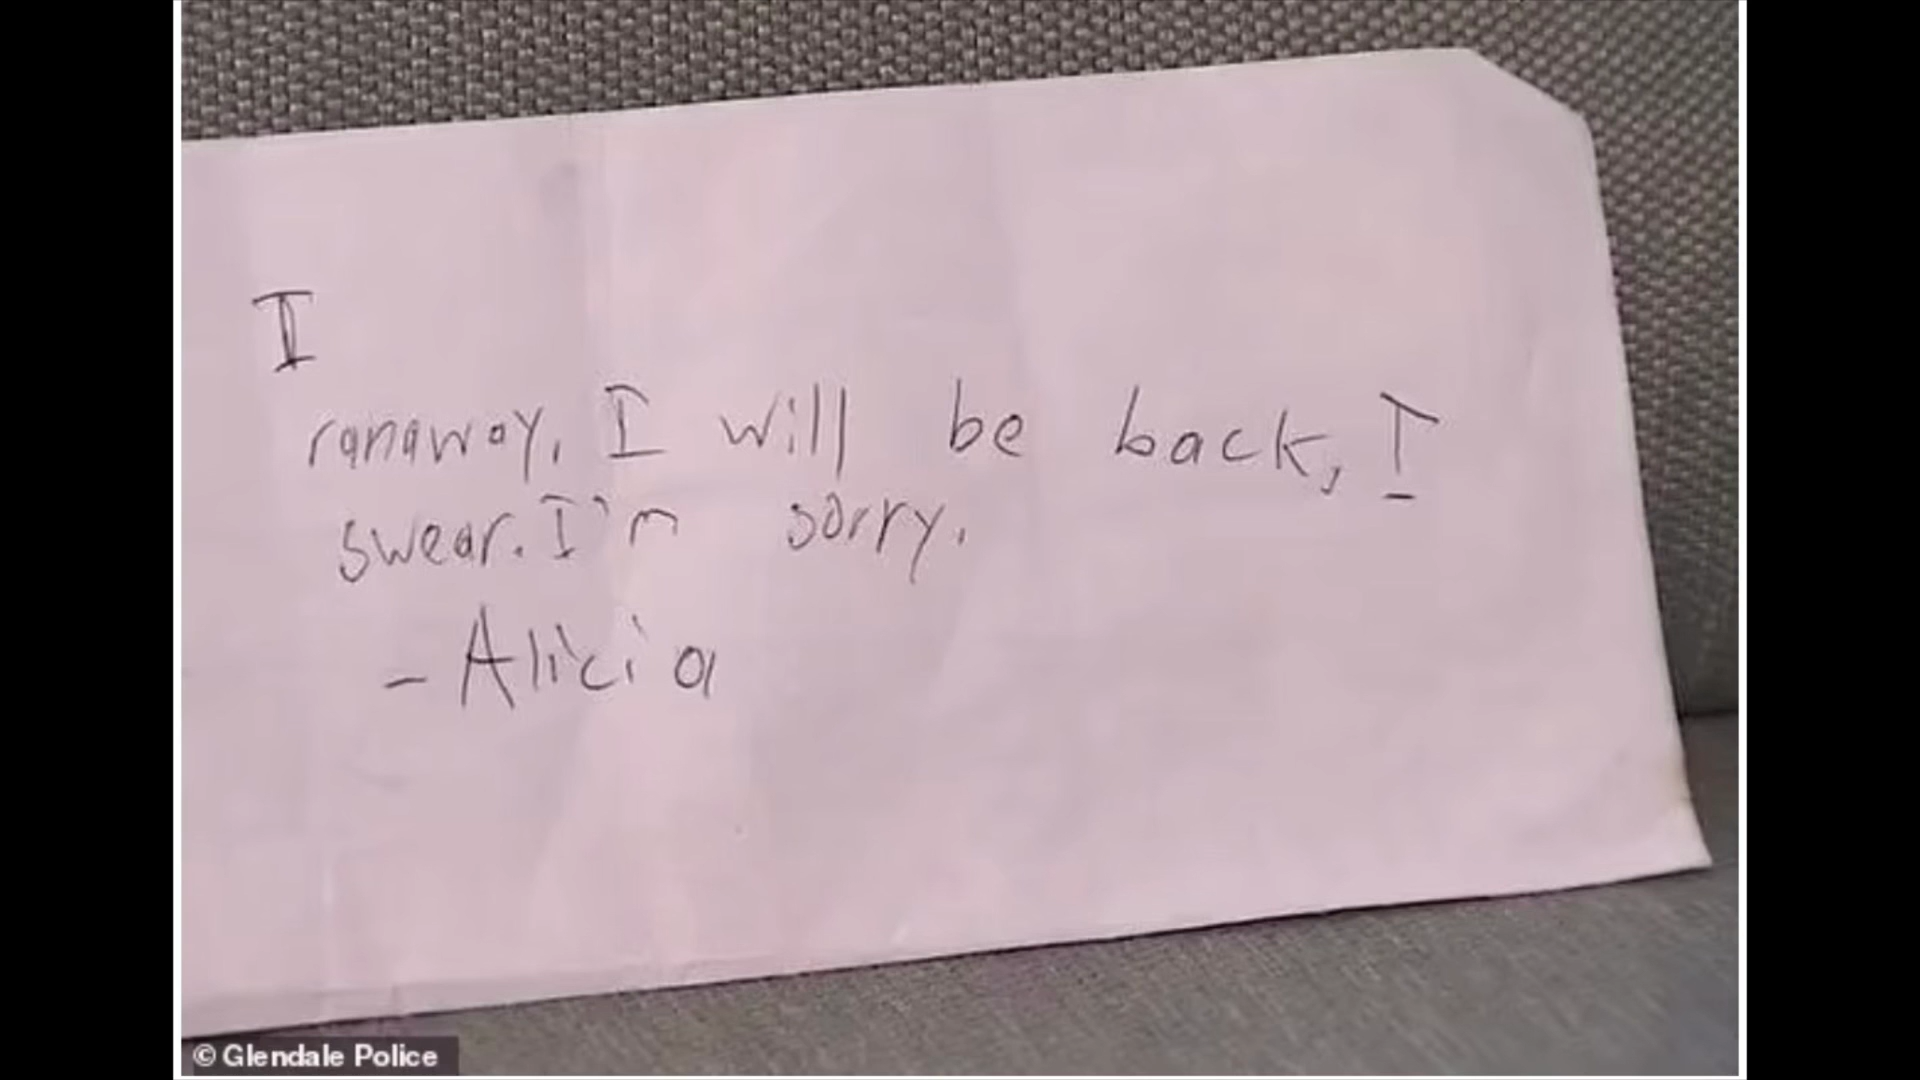 I
ranaway, I will be back, I
swear. I'm sorry.
- Alicia
© Glendale Police